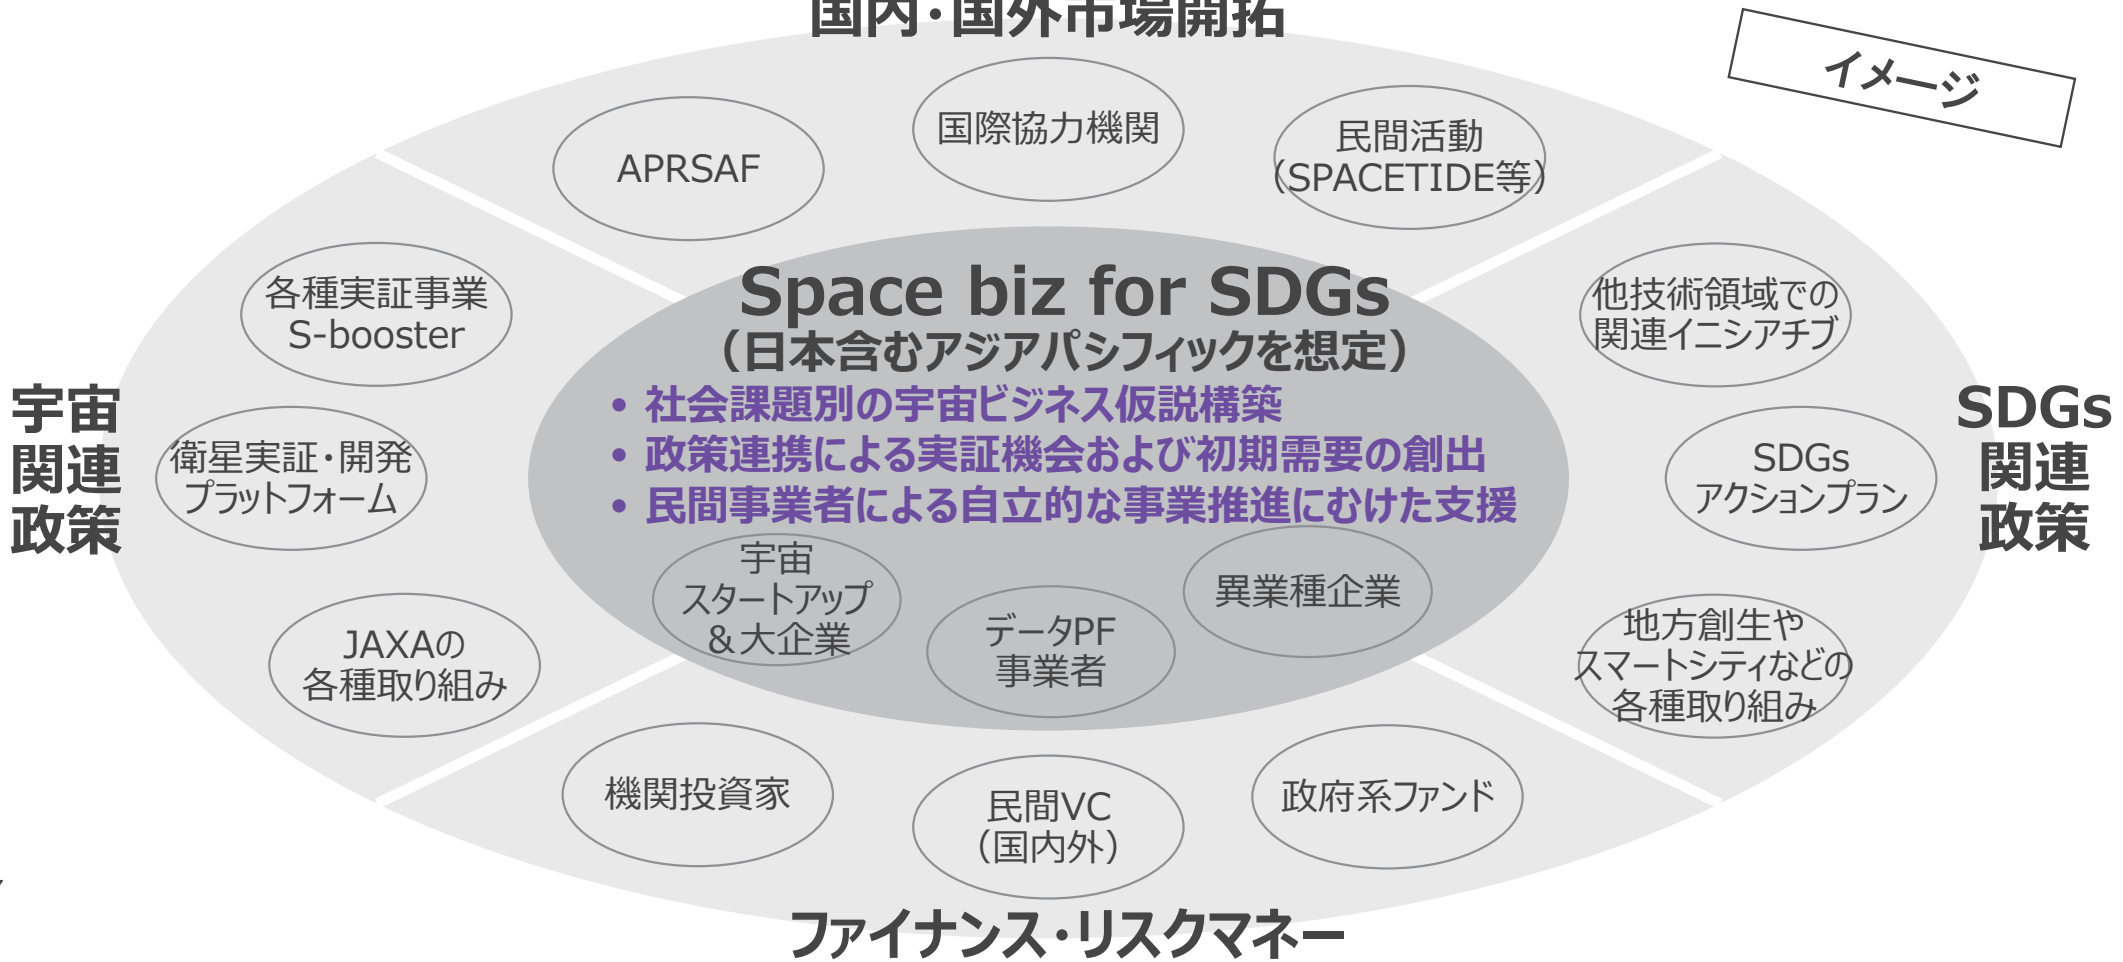 国内・国外市場開拓
イメージ
APRSAF
国際協力機関
民間活動
（SPACETIDE等）
各種実証事業
S-booster
衛星実証・開発
プラットフォーム
JAXAの
各種取り組み
宇宙
関連
政策
Space biz for SDGs
（日本含むアジアパシフィックを想定）
• 社会課題別の宇宙ビジネス仮説構築
• 政策連携による実証機会および初期需要の創出
• 民間事業者による自立的な事業推進にむけた支援
宇宙
スタートアップ
＆大企業
データPF
事業者
異業種企業
他技術領域での
関連イニシアチブ
SDGs
アクションプラン
地方創生や
スマートシティなどの
各種取り組み
SDGs
関連
政策
機関投資家
民間VC
（国内外）
政府系ファンド
ファイナンス・リスクマネー